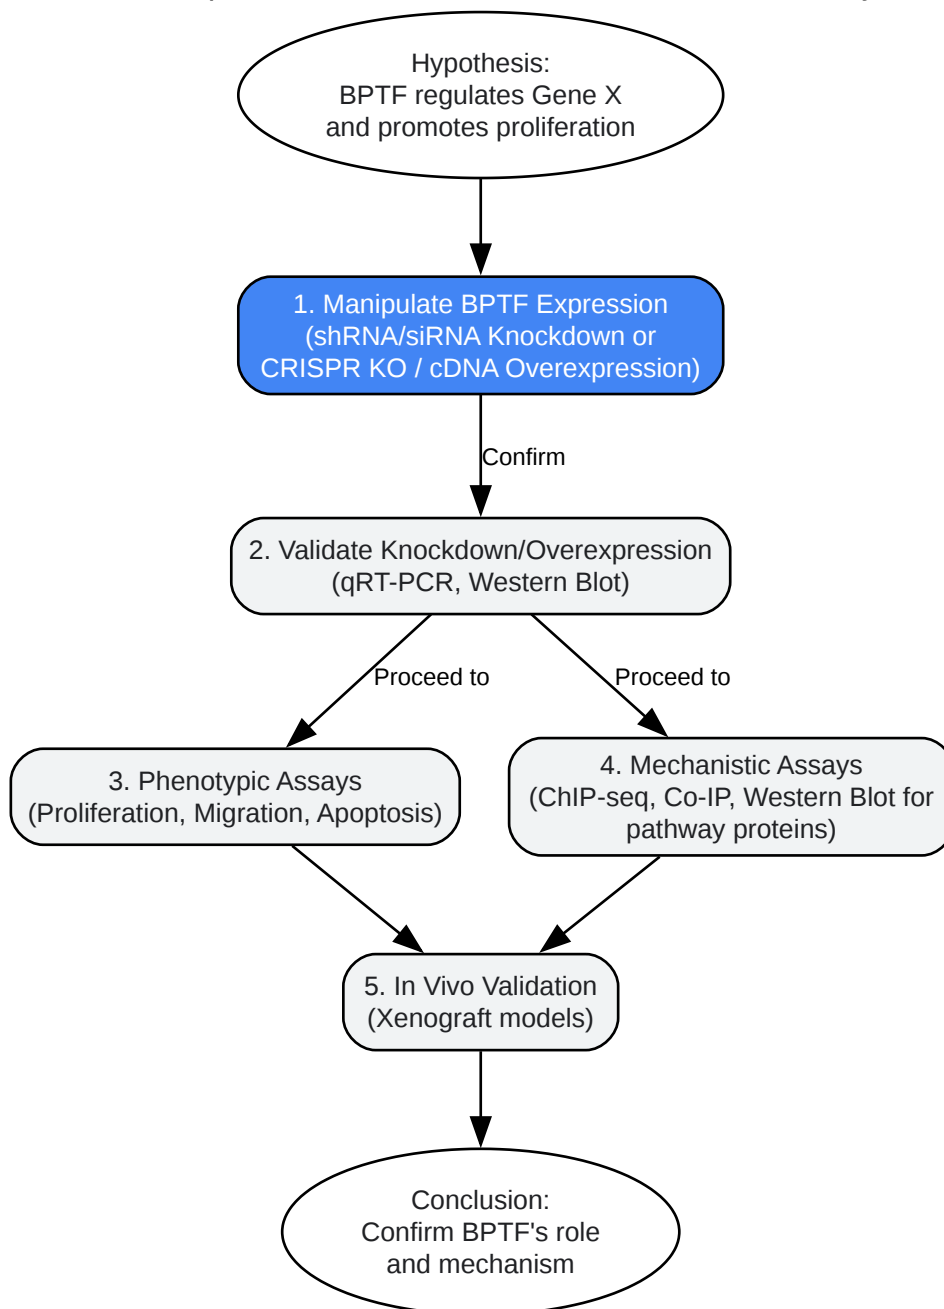 Hypothesis:
BPTF regulates Gene X
and promotes proliferation
1. Manipulate BPTF Expression
(shRNA/siRNA Knockdown or
CRISPR KO / cDNA Overexpression)
Confirm
2. Validate Knockdown/Overexpression
(qRT-PCR, Western Blot)
Proceed to
Proceed to
3. Phenotypic Assays
(Proliferation, Migration, Apoptosis)
4. Mechanistic Assays
(ChIP-seq, Co-IP, Western Blot for
pathway proteins)
5. In Vivo Validation
(Xenograft models)
Conclusion:
Confirm BPTF's role
and mechanism